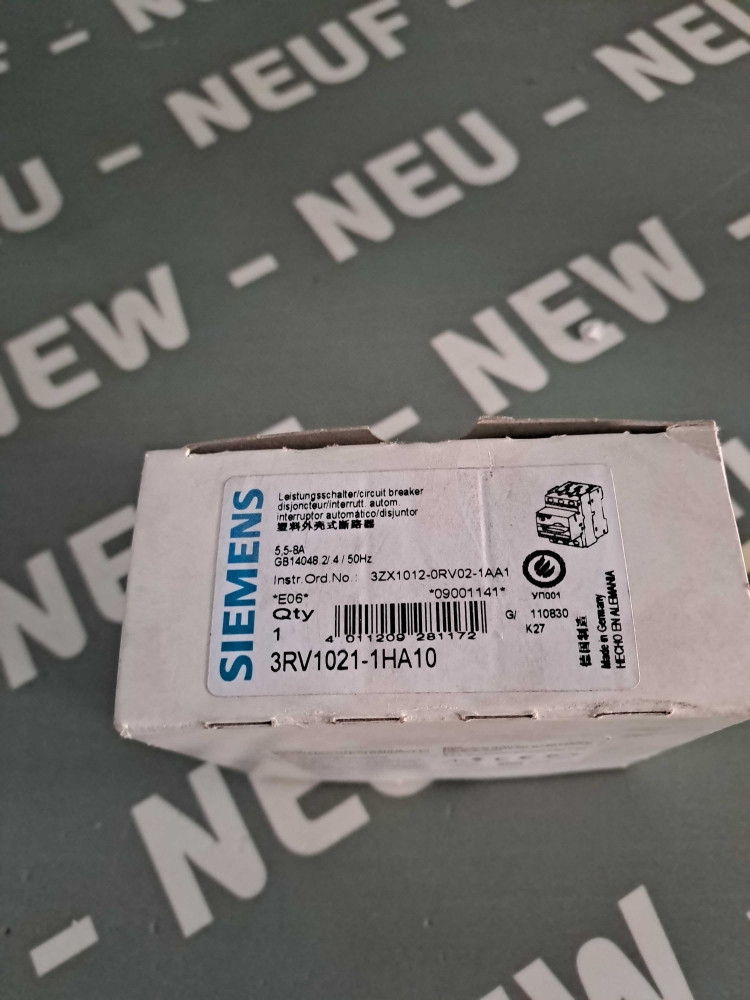 NEUF -
NEU -
NEU -
NEW -
NEW
SIEMENS
Leistungsschalter/circuit breaker
disjoncteur/interrutt. autom.
interruptor automático/disjuntor
塑料外壳式断路器
5,5-8A
GB14048.2/ 4 / 50Hz
Instr.Ord.No.: 3ZX1012-0RV02-1AA1
*E06* *09001141*
Qty
1
4 011209 281172
G/ 110830
K27
УП001
3RV1021-1HA10
德国制造
Made in Germany
HECHO EN ALEMANIA